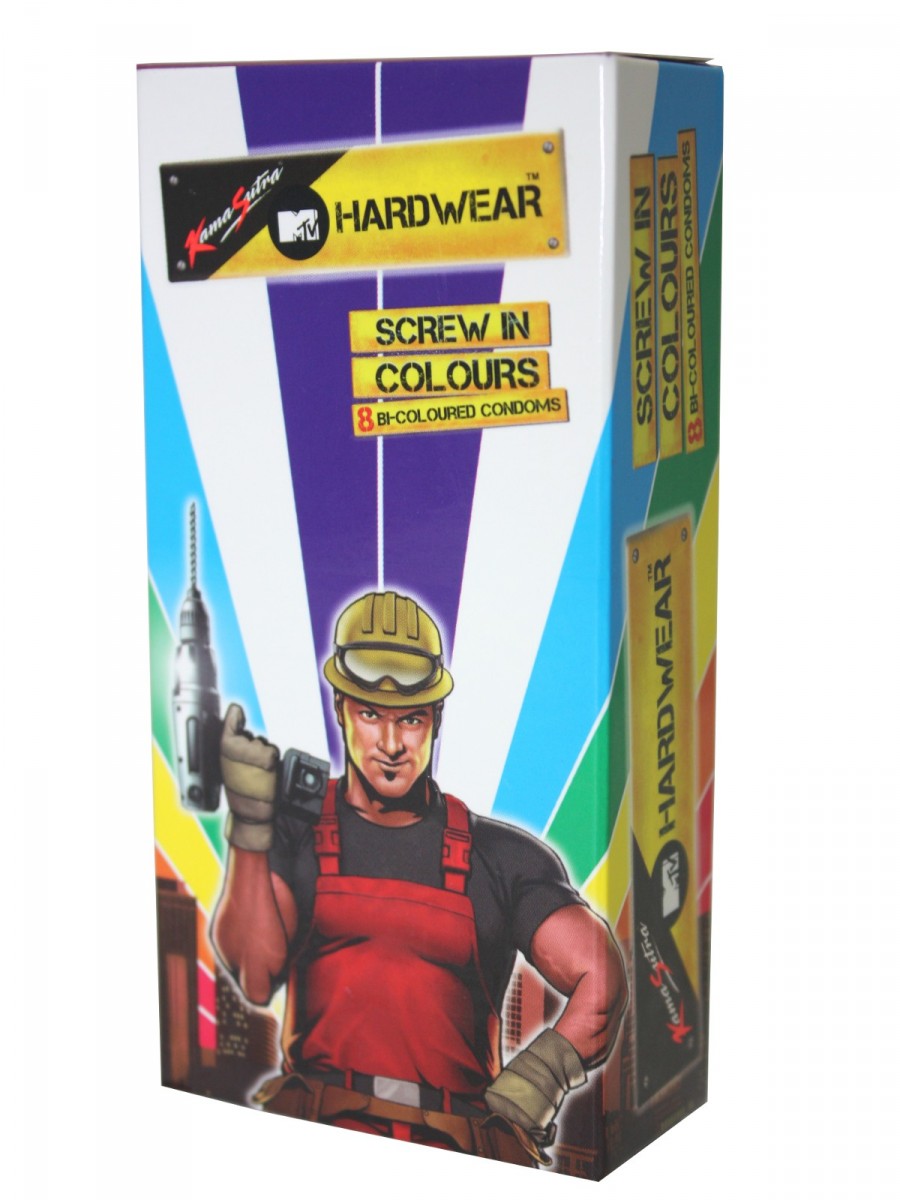 KamaSutra
MTV
HARDWEAR™
SCREW IN
COLOURS
8 BI-COLOURED CONDOMS
SCREW IN
COLOURS
8 BI-COLOURED CONDOMS
KamaSutra
MTV
HARDWEAR™